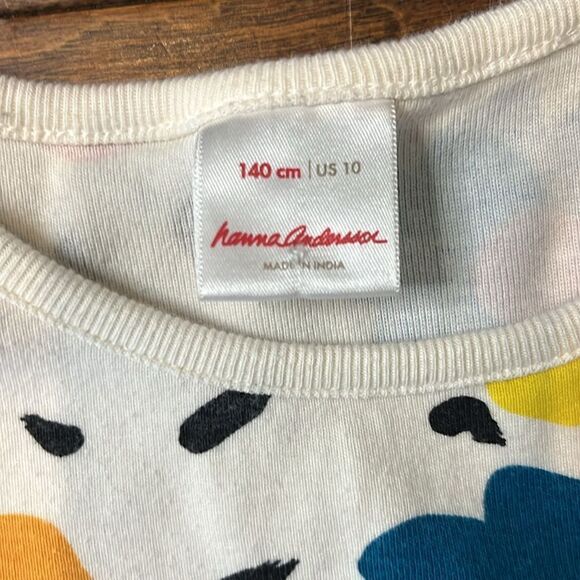 140 cm | US 10
hanna andersson
MADE IN INDIA